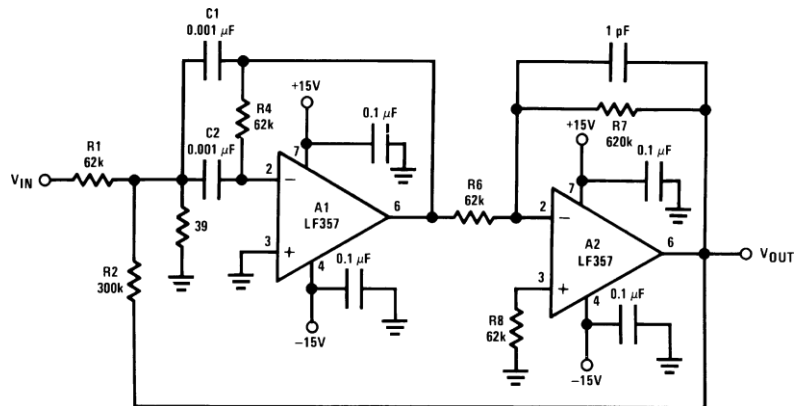 C1
0.001 μF
1 pF
+15V
R4
62k
0.1 μF
R7
620k
+15V
C2
0.001 μF
0.1 μF
R1
62k
7
2
−
R6
62k
7
VIN
A1
LF357
6
2
−
39
A2
LF357
6
VOUT
3
+
4
0.1 μF
3
+
4
0.1 μF
R2
300k
R8
62k
−15V
−15V